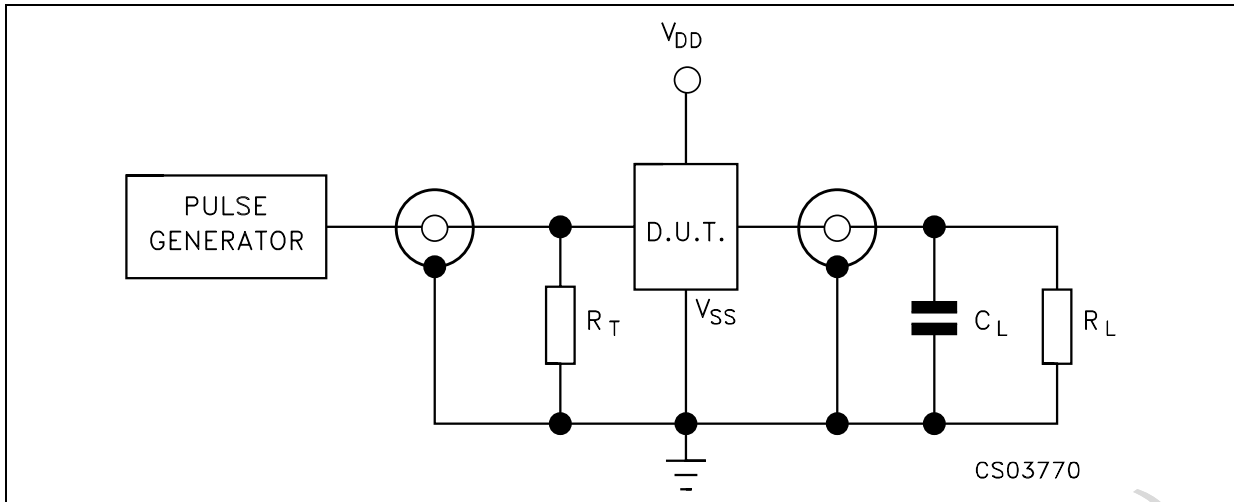 VDD
PULSE
GENERATOR
D.U.T.
VSS
RT
CL
RL
CS03770